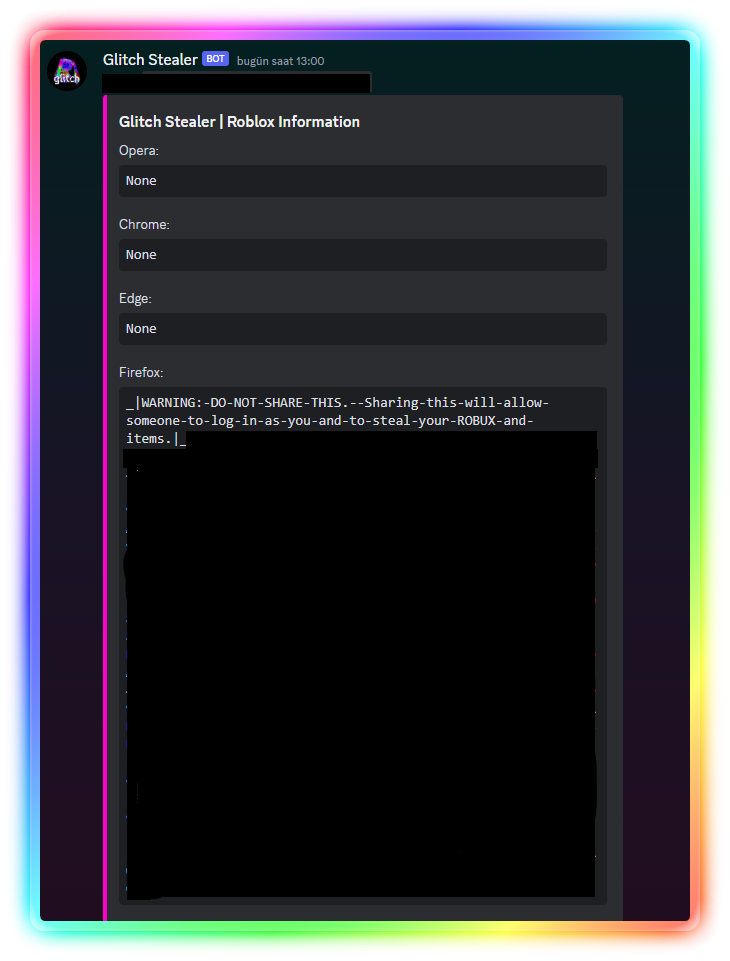 Glitch Stealer BOT bugün saat 13:00
glitch
Glitch Stealer | Roblox Information
Opera:
None
Chrome:
None
Edge:
None
Firefox:
_|WARNING:-DO-NOT-SHARE-THIS.--Sharing-this-will-allow-
someone-to-log-in-as-you-and-to-steal-your-ROBUX-and-
items.|_